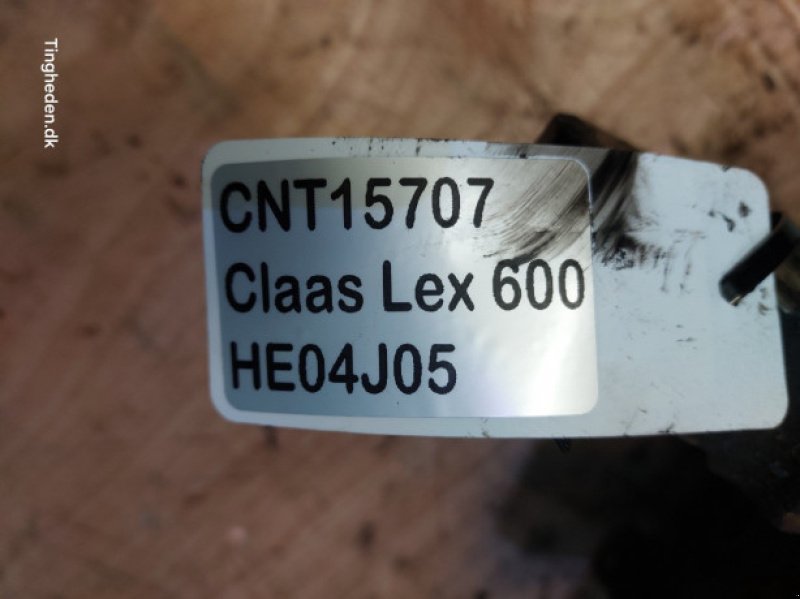 Tingheden.dk
CNT15707
Claas Lex 600
HE04J05